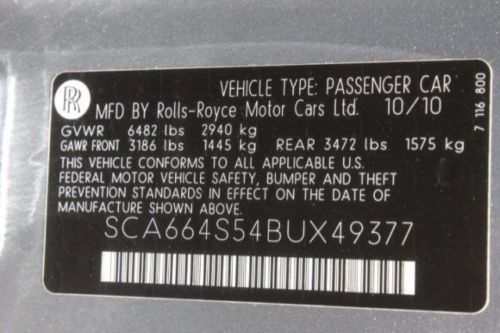 RR
VEHICLE TYPE: PASSENGER CAR
MFD BY Rolls-Royce Motor Cars Ltd. 10/10
GVWR 6482 lbs 2940 kg
GAWR FRONT 3186 lbs 1445 kg REAR 3472 lbs 1575 kg
THIS VEHICLE CONFORMS TO ALL APPLICABLE U.S.
FEDERAL MOTOR VEHICLE SAFETY, BUMPER AND THEFT
PREVENTION STANDARDS IN EFFECT ON THE DATE OF
MANUFACTURE SHOWN ABOVE.
SCA664S54BUX49377
7 116 800